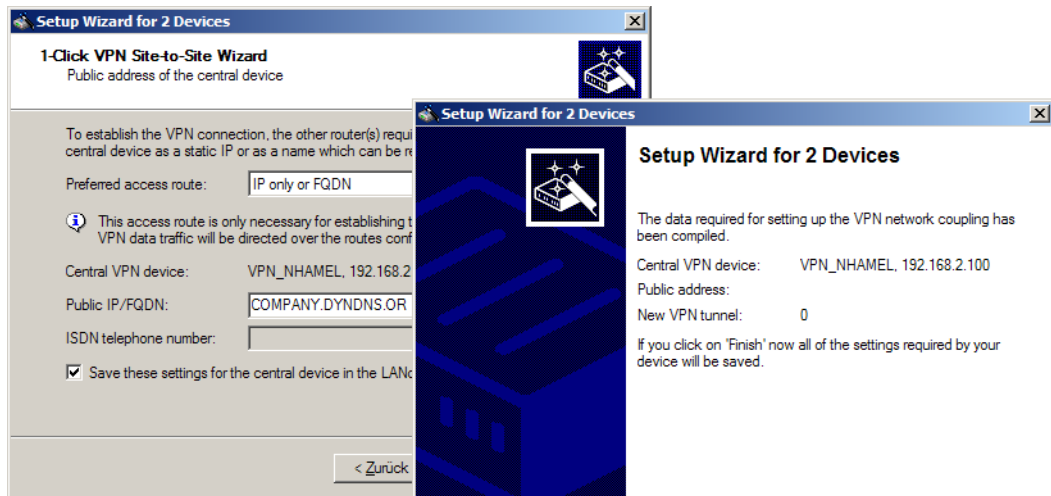 Setup Wizard for 2 Devices
1-Click VPN Site-to-Site Wizard
Public address of the central device
To establish the VPN connection, the other router(s) requi
central device as a static IP or as a name which can be re
Preferred access route: IP only or FQDN
This access route is only necessary for establishing t
VPN data traffic will be directed over the routes conf
Central VPN device: VPN_NHAMEL, 192.168.2
Public IP/FQDN: COMPANY.DYNDNS.OR
ISDN telephone number:
Save these settings for the central device in the LANc
< Zurück
Setup Wizard for 2 Devices
Setup Wizard for 2 Devices
The data required for setting up the VPN network coupling has
been compiled.
Central VPN device: VPN_NHAMEL, 192.168.2.100
Public address:
New VPN tunnel: 0
If you click on 'Finish' now all of the settings required by your
device will be saved.